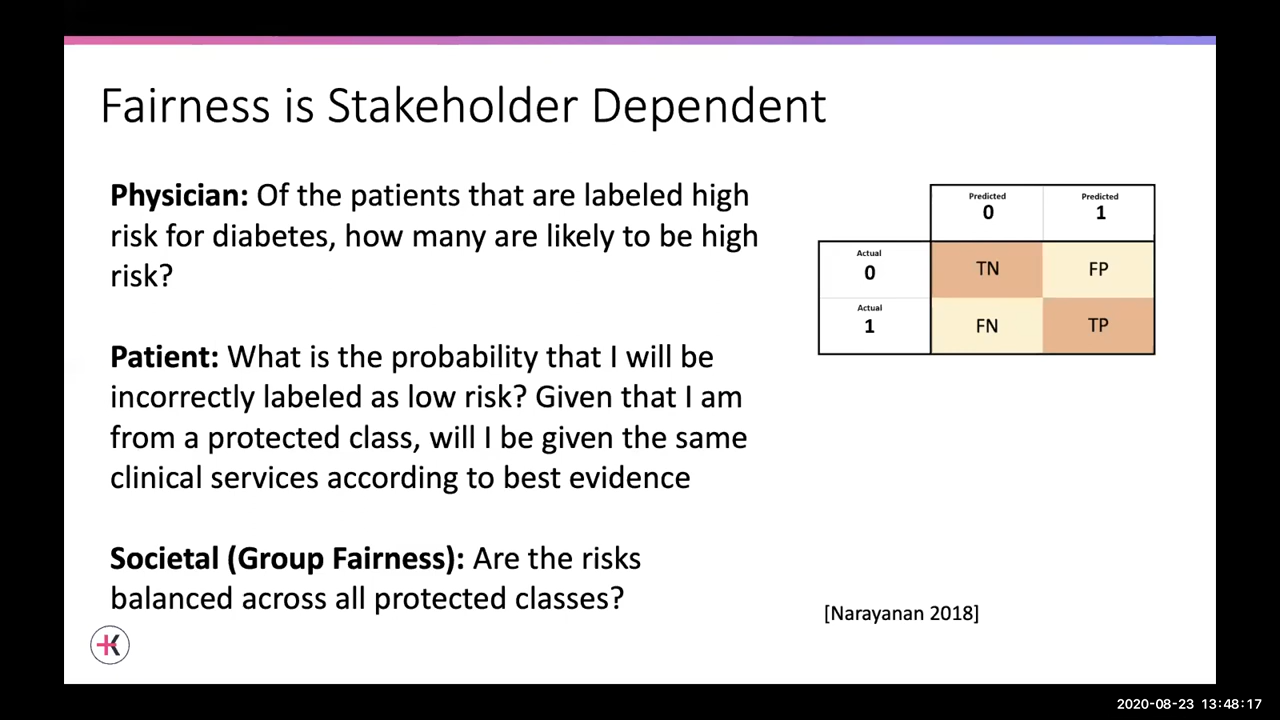 Fairness is Stakeholder Dependent
Physician: Of the patients that are labeled high
risk for diabetes, how many are likely to be high
risk?
Patient: What is the probability that I will be
incorrectly labeled as low risk? Given that I am
from a protected class, will I be given the same
clinical services according to best evidence
Societal (Group Fairness): Are the risks
balanced across all protected classes?
Predicted Predicted
0 1
Actual
0 TN FP
Actual
1 FN TP
[Narayanan 2018]
K
2020-08-23 13:48:17